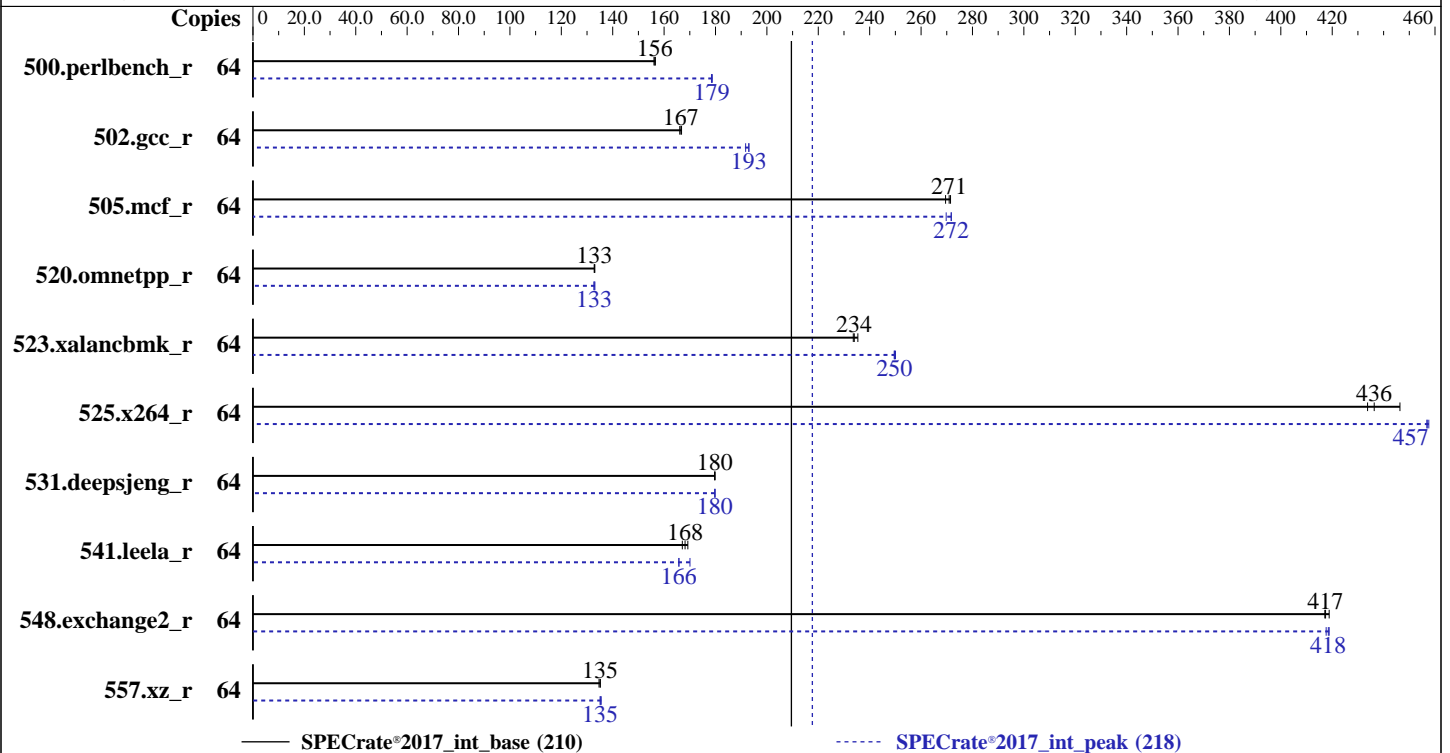 Copies 0 20.0 40.0 60.0 80.0 100 120 140 160 180 200 220 240 260 280 300 320 340 360 380 400 420 460
156
500.perlbench_r 64
179
167
502.gcc_r 64
193
271
505.mcf_r 64
272
133
520.omnetpp_r 64
133
234
523.xalancbmk_r 64
250
436
525.x264_r 64
457
180
531.deepsjeng_r 64
180
168
541.leela_r 64
166
417
548.exchange2_r 64
418
135
557.xz_r 64
135
SPECrate®2017_int_base (210) SPECrate®2017_int_peak (218)